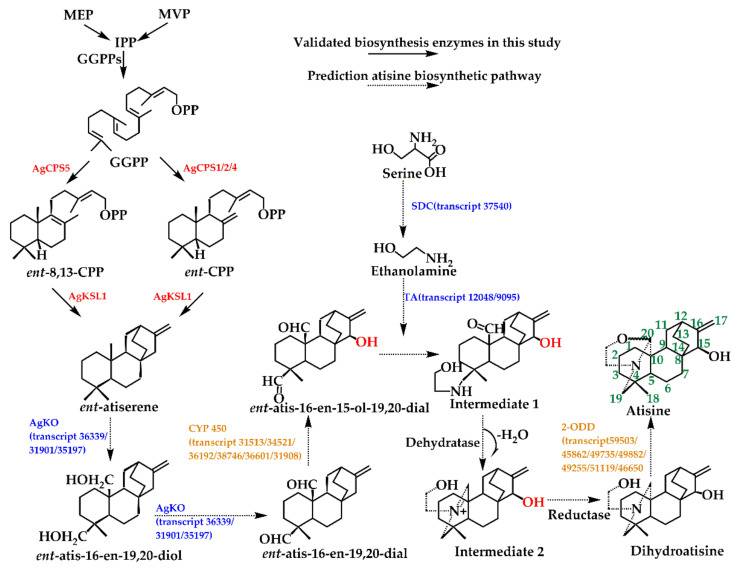 MEP
MVP
IPP
GGPPs
Validated biosynthesis enzymes in this study
Prediction atisine biosynthetic pathway
OPP
GGPP
AgCPS5
AgCPS1/2/4
OPP
OPP
H
H
ent-8,13-CPP
ent-CPP
AgKSL1
AgKSL1
ent-atiserene
AgKO
(transcript 36339/
31901/35197)
HOH₂C
HOH₂C
ent-atis-16-en-19,20-diol
AgKO
(transcript 36339/
31901/35197)
OHC
OHC
ent-atis-16-en-19,20-dial
CYP 450
(transcript 31513/34521/
36192/38746/36601/31908)
OHC
OH
O
H
ent-atis-16-en-15-ol-19,20-dial
NH₂
HO
O
OH
Serine
SDC(transcript 37540)
HO
NH₂
Ethanolamine
TA(transcript 12048/9095)
O
OH
OH
NH
Intermediate 1
Dehydratase
-H₂O
OH
N+
OH
Intermediate 2
Reductase
OH
N
OH
Dihydroatisine
2-ODD
(transcript59503/
45862/49735/49882/
49255/51119/46650
O
N
OH
1
2
3
4
5
6
7
8
9
10
11
12
13
14
15
16
17
18
19
20
Atisine